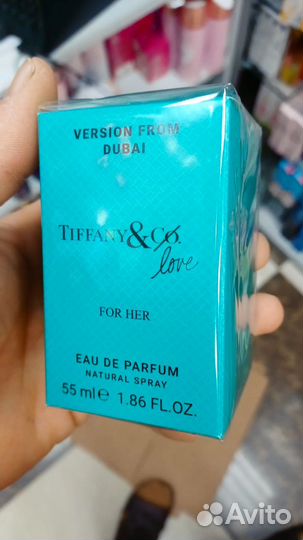 VERSION FROM
DUBAI
TIFFANY & CO.
love
FOR HER
EAU DE PARFUM
NATURAL SPRAY
55 ml e 1.86 FL.OZ.
Avito